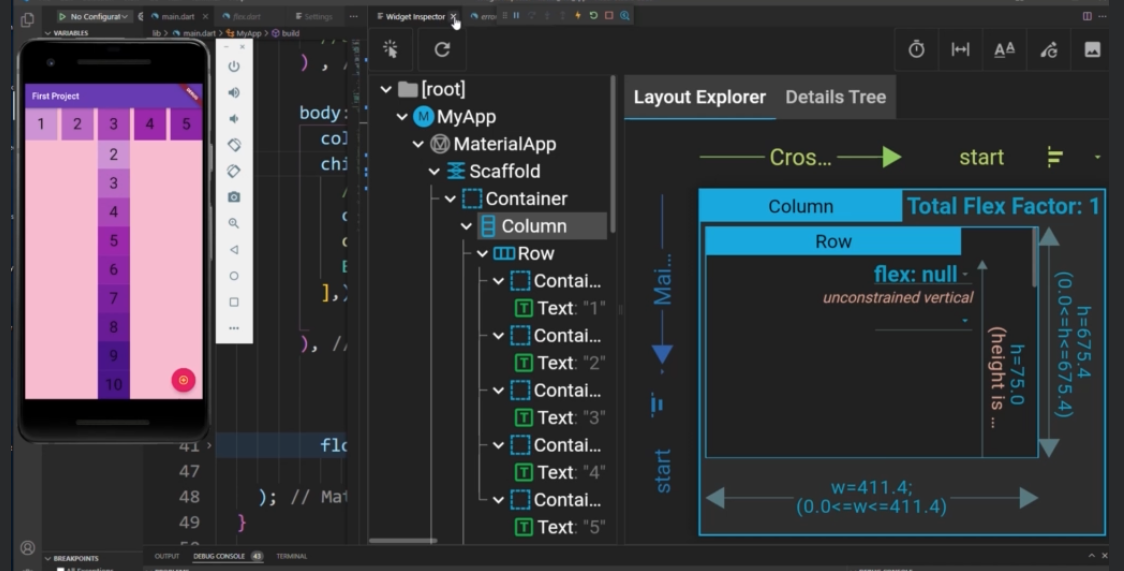 No Configurat
main.dart
flex.dart
Settings
Widget Inspector
error
VARIABLES
lib > main.dart > MyApp > build
First Project
1 2 3 4 5
2
3
4
5
6
7
8
9
10
) , /
body:
col
chi
],
), //
41
flo
47
48 ); // Mat
49 }
[root]
MyApp
MaterialApp
Scaffold
Container
Column
Row
Contai...
Text: "1"
Contai...
Text: "2"
Contai...
Text: "3"
Contai...
Text: "4"
Contai...
Text: "5"
Layout Explorer Details Tree
Cros... start
Mai...
start
Column
Total Flex Factor: 1
Row
flex: null
unconstrained vertical
h=75.0
(height is ...
h=675.4
(0.0<=h<=675.4)
w=411.4;
(0.0<=w<=411.4)
BREAKPOINTS
OUTPUT DEBUG CONSOLE 43 TERMINAL